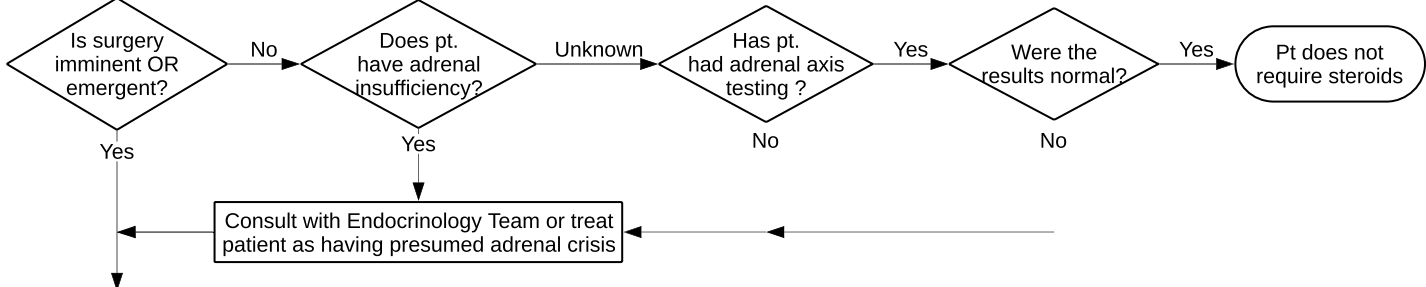 Is surgery
imminent OR
emergent?
No
Does pt.
have adrenal
insufficiency?
Unknown
Has pt.
had adrenal axis
testing ?
Yes
Were the
results normal?
Yes
Pt does not
require steroids
Yes
Yes
No
No
Consult with Endocrinology Team or treat
patient as having presumed adrenal crisis